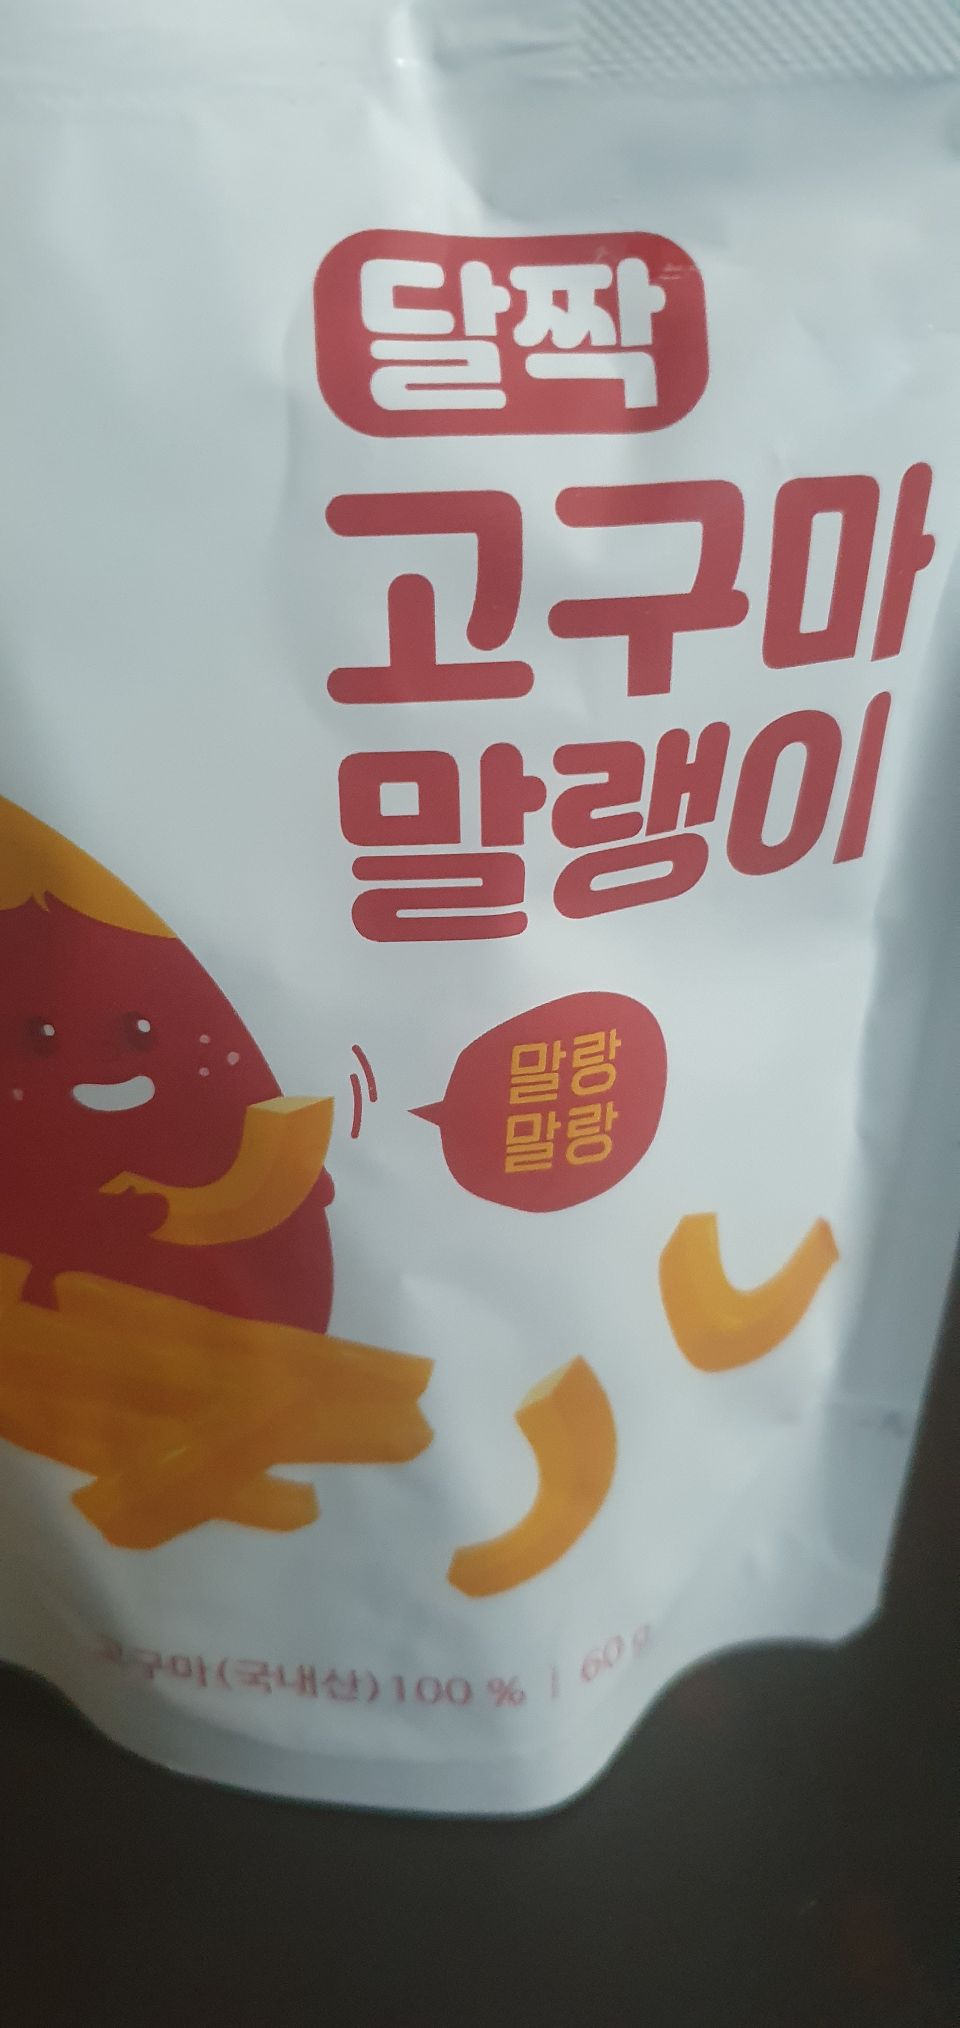 달짝
고구마
말랭이
말랑
말랑
고구마(국내산)100 % | 60 g